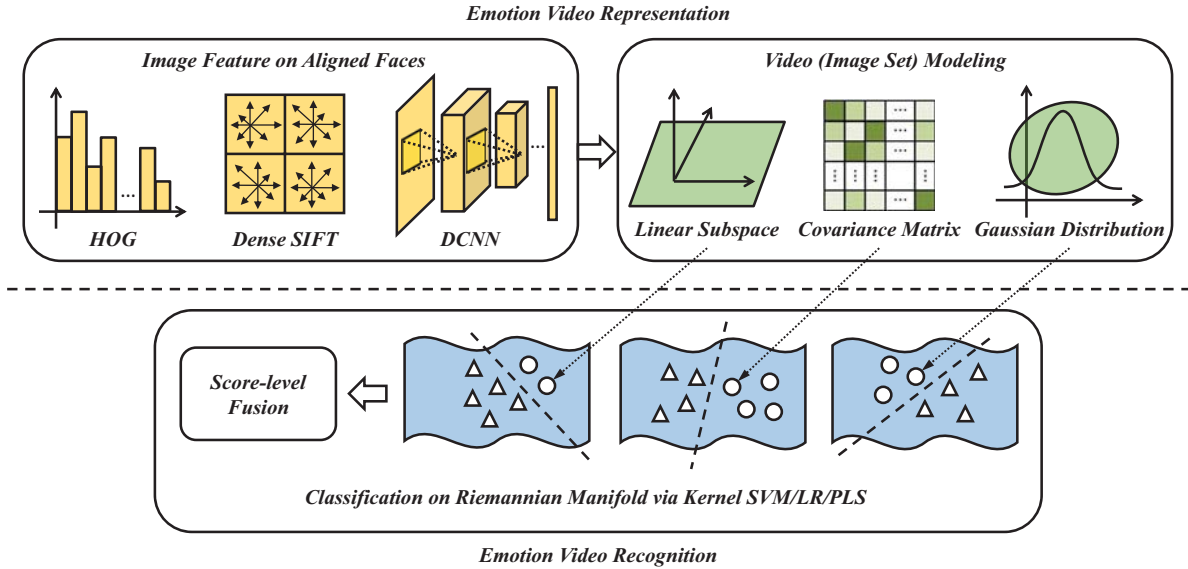 Emotion Video Representation
Image Feature on Aligned Faces
...
...
HOG
Dense SIFT
DCNN
Video (Image Set) Modeling
...
...
...
...
...
...
...
...
...
...
Linear Subspace
Covariance Matrix
Gaussian Distribution
Score-level
Fusion
Classification on Riemannian Manifold via Kernel SVM/LR/PLS
Emotion Video Recognition